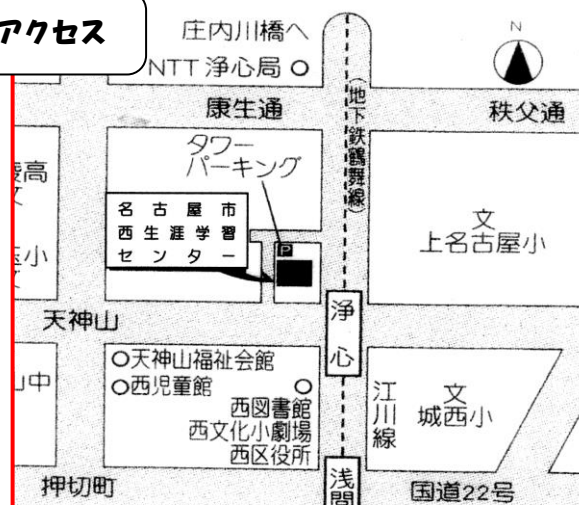 アクセス
庄内川橋へ
NTT 浄心局
N
康生通
(地下鉄鶴舞線)
秩父通
タワー
パーキング
高
名古屋市
西生涯学習
センター
P
文
上名古屋小
小
天神山
浄心
天神山福祉会館
西児童館
中
西図書館
西文化小劇場
西区役所
江川線
文
城西小
押切町
浅間
国道22号